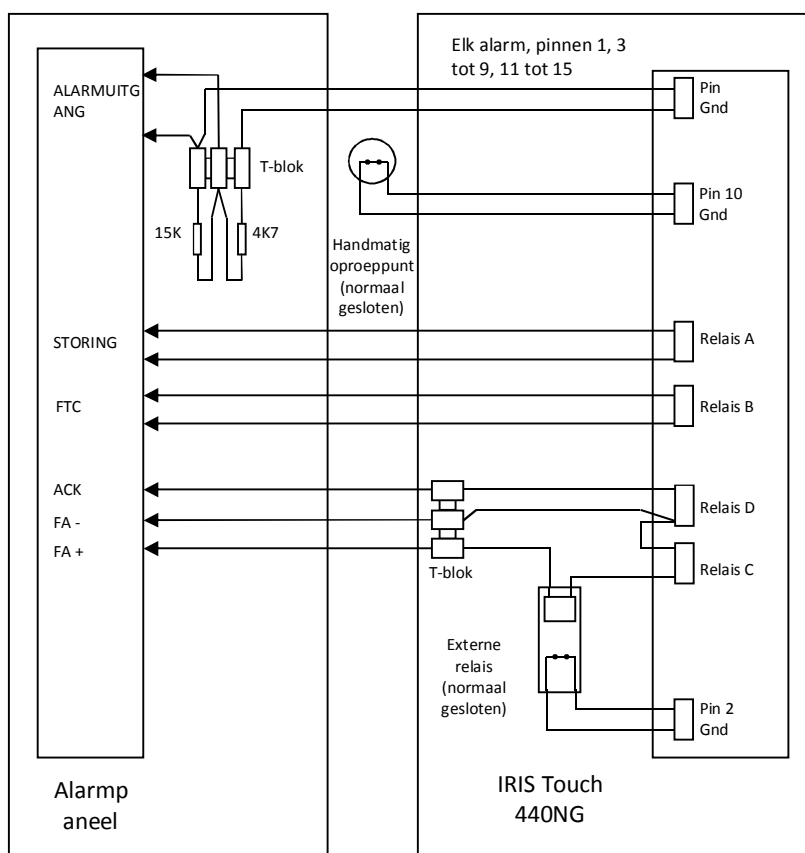 Elk alarm, pinnen 1, 3
tot 9, 11 tot 15
ALARMUITG
ANG
Pin
Gnd
T-blok
Pin 10
Gnd
15K
4K7
Handmatig
oproeppunt
(normaal
gesloten)
STORING
Relais A
FTC
Relais B
ACK
Relais D
FA -
FA +
T-blok
Relais C
Externe
relais
(normaal
gesloten)
Pin 2
Gnd
Alarmp
aneel
IRIS Touch
440NG